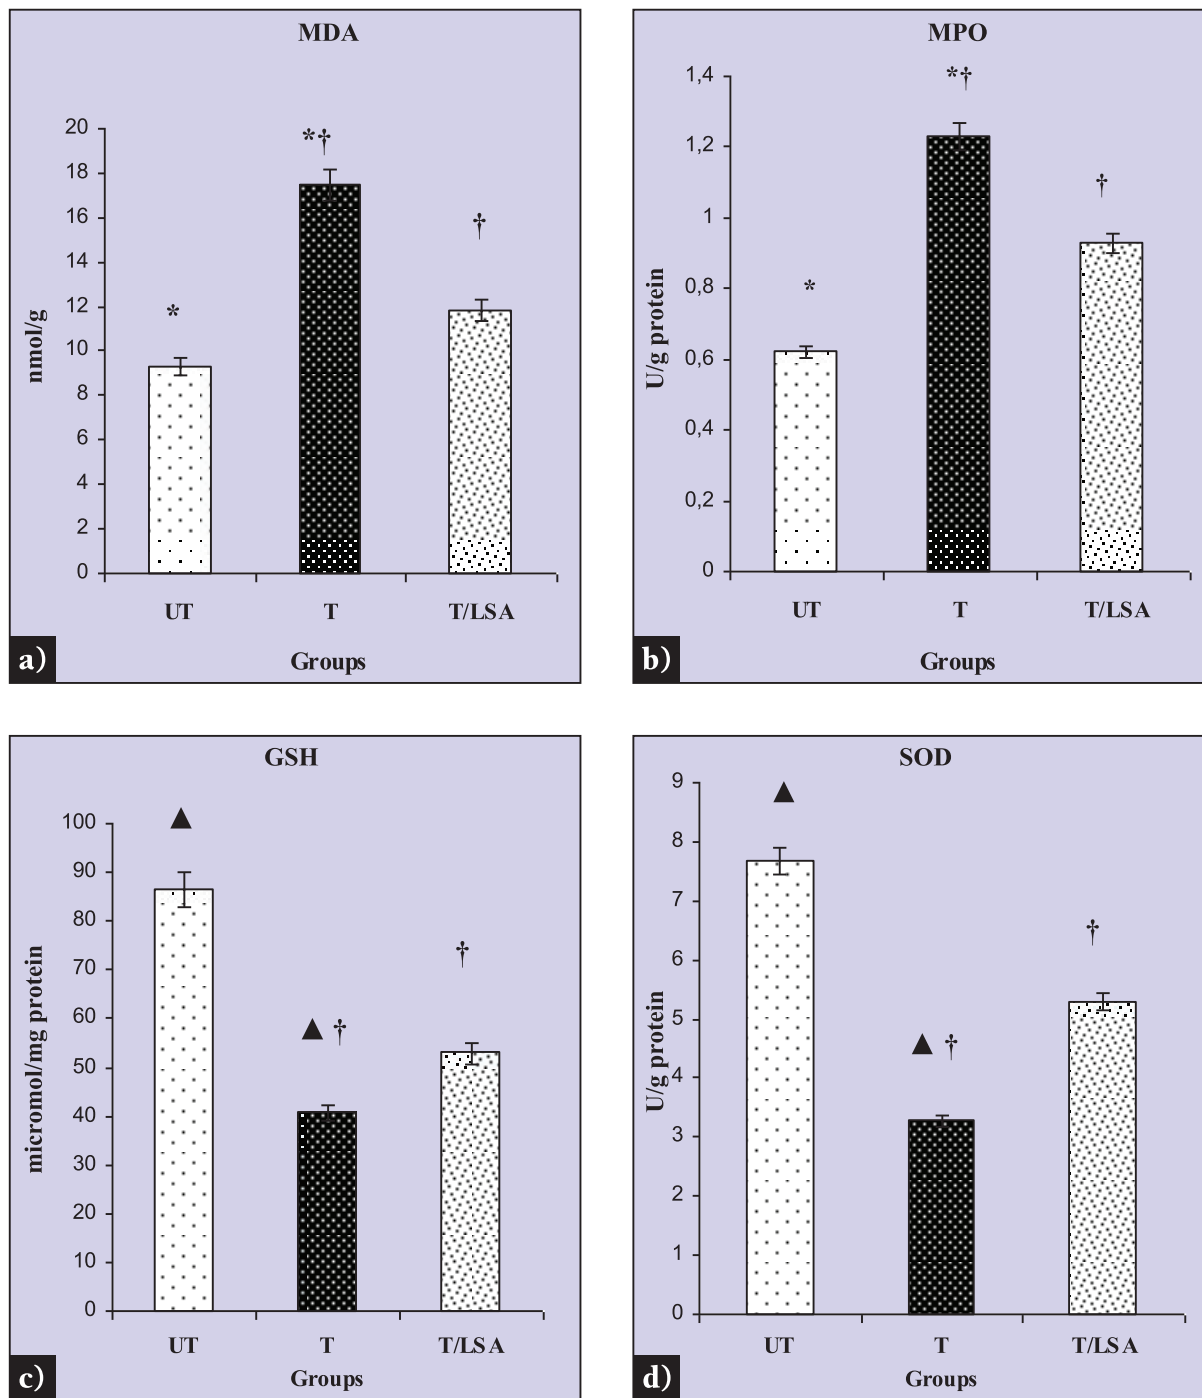 MDA
20
18
16
14
12
10
8
6
4
2
0
nmol/g
*
*†
†
UT T T/LSA
Groups
a)
MPO
1,4
1,2
1
0,8
0,6
0,4
0,2
0
U/g protein
*
*†
†
UT T T/LSA
Groups
b)
GSH
100
90
80
70
60
50
40
30
20
10
0
micromol/mg protein
▲
▲ †
†
UT T T/LSA
Groups
c)
SOD
9
8
7
6
5
4
3
2
1
0
U/g protein
▲
▲ †
†
UT T T/LSA
Groups
d)